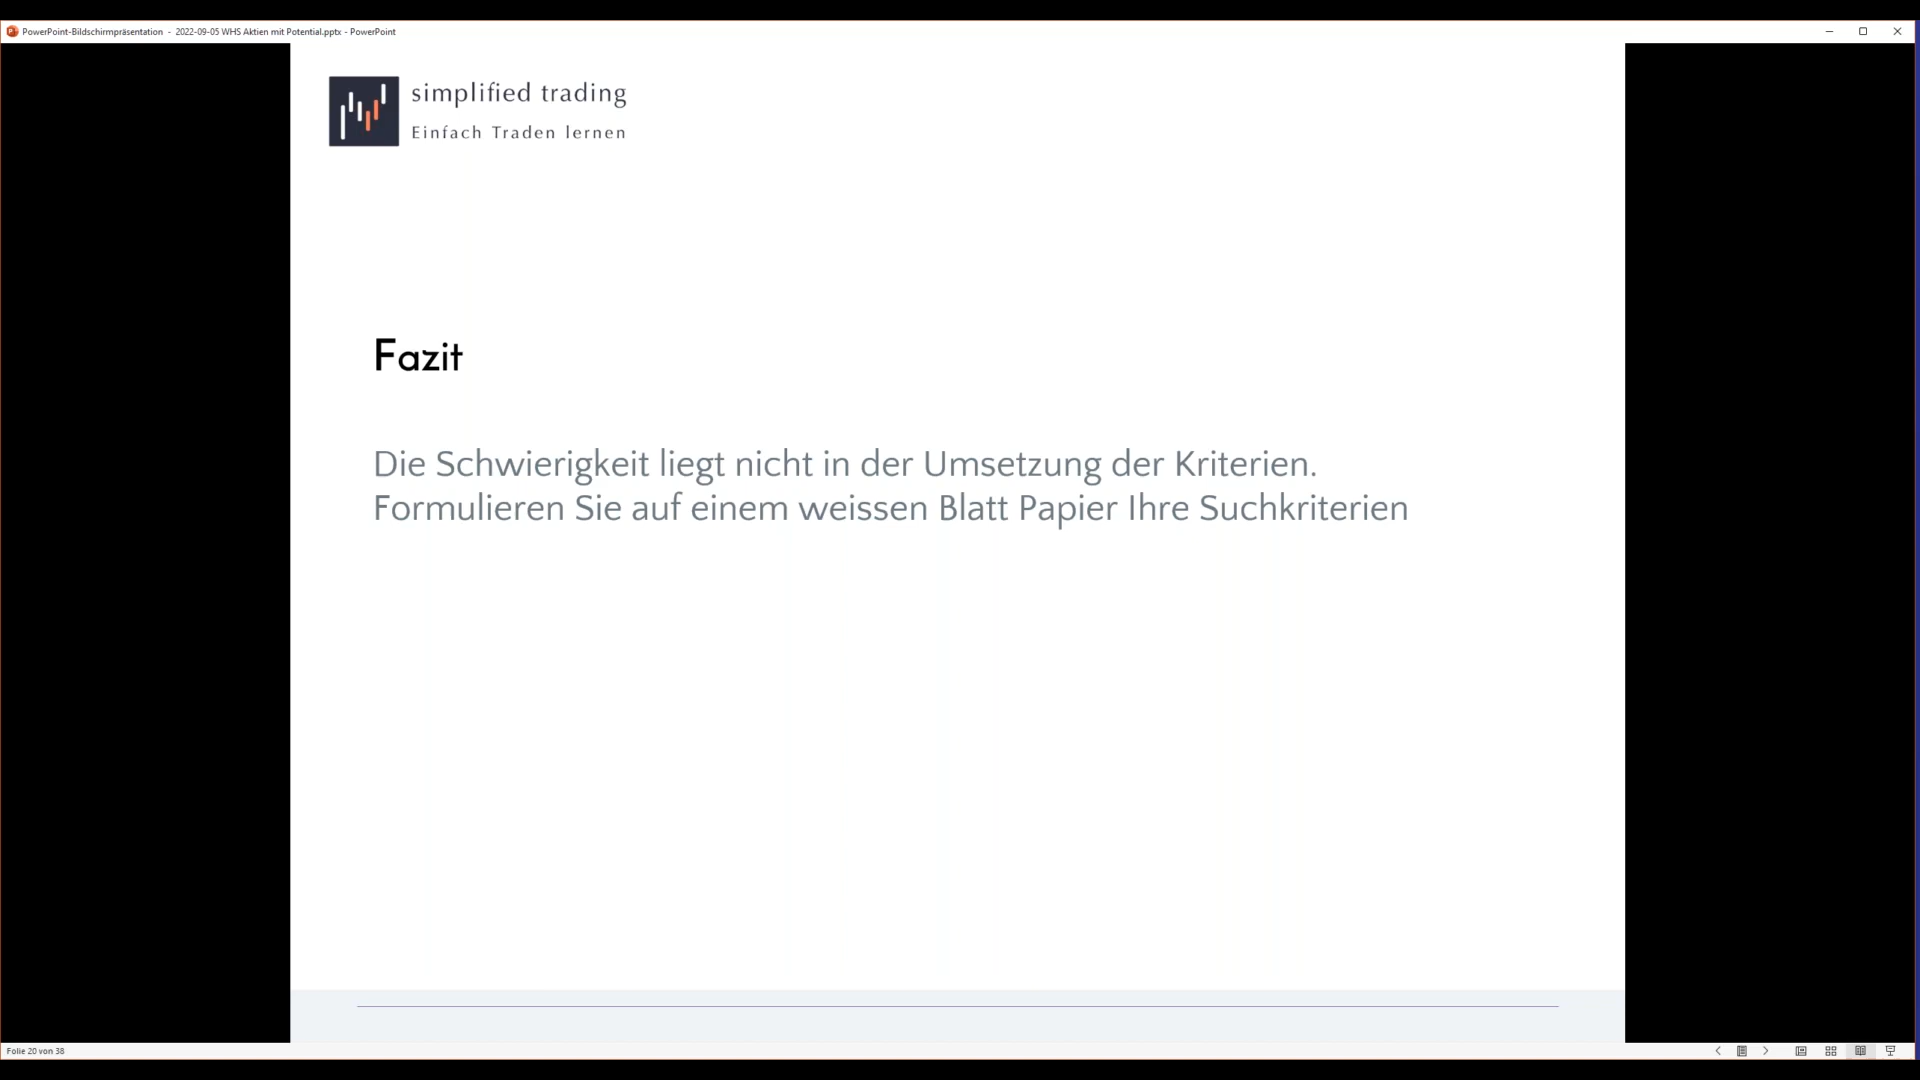 PowerPoint-Bildschirmpräsentation - 2022-09-05 WHS Aktien mit Potential.pptx - PowerPoint
simplified trading
Einfach Traden lernen
Fazit
Die Schwierigkeit liegt nicht in der Umsetzung der Kriterien.
Formulieren Sie auf einem weissen Blatt Papier Ihre Suchkriterien
Folie 20 von 38